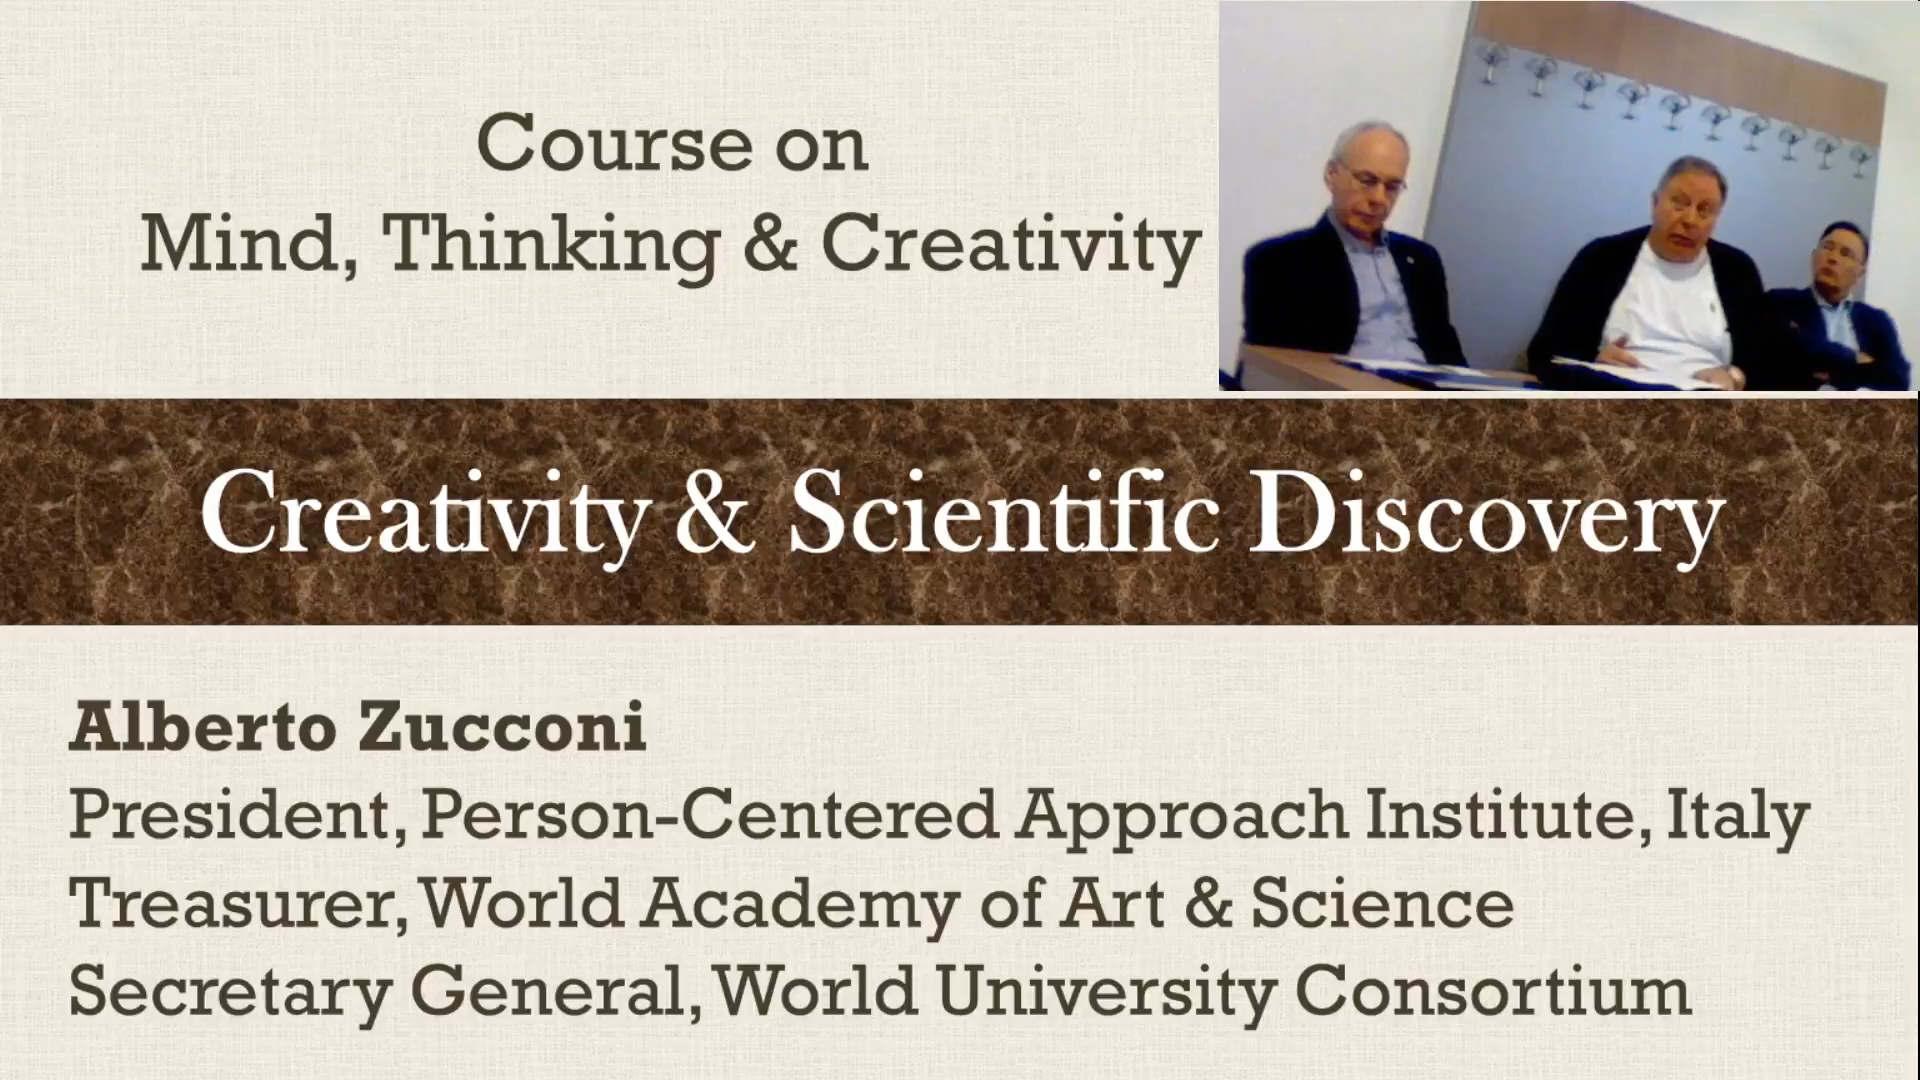 Course on
Mind, Thinking & Creativity
Creativity & Scientific Discovery
Alberto Zucconi
President, Person-Centered Approach Institute, Italy
Treasurer, World Academy of Art & Science
Secretary General, World University Consortium